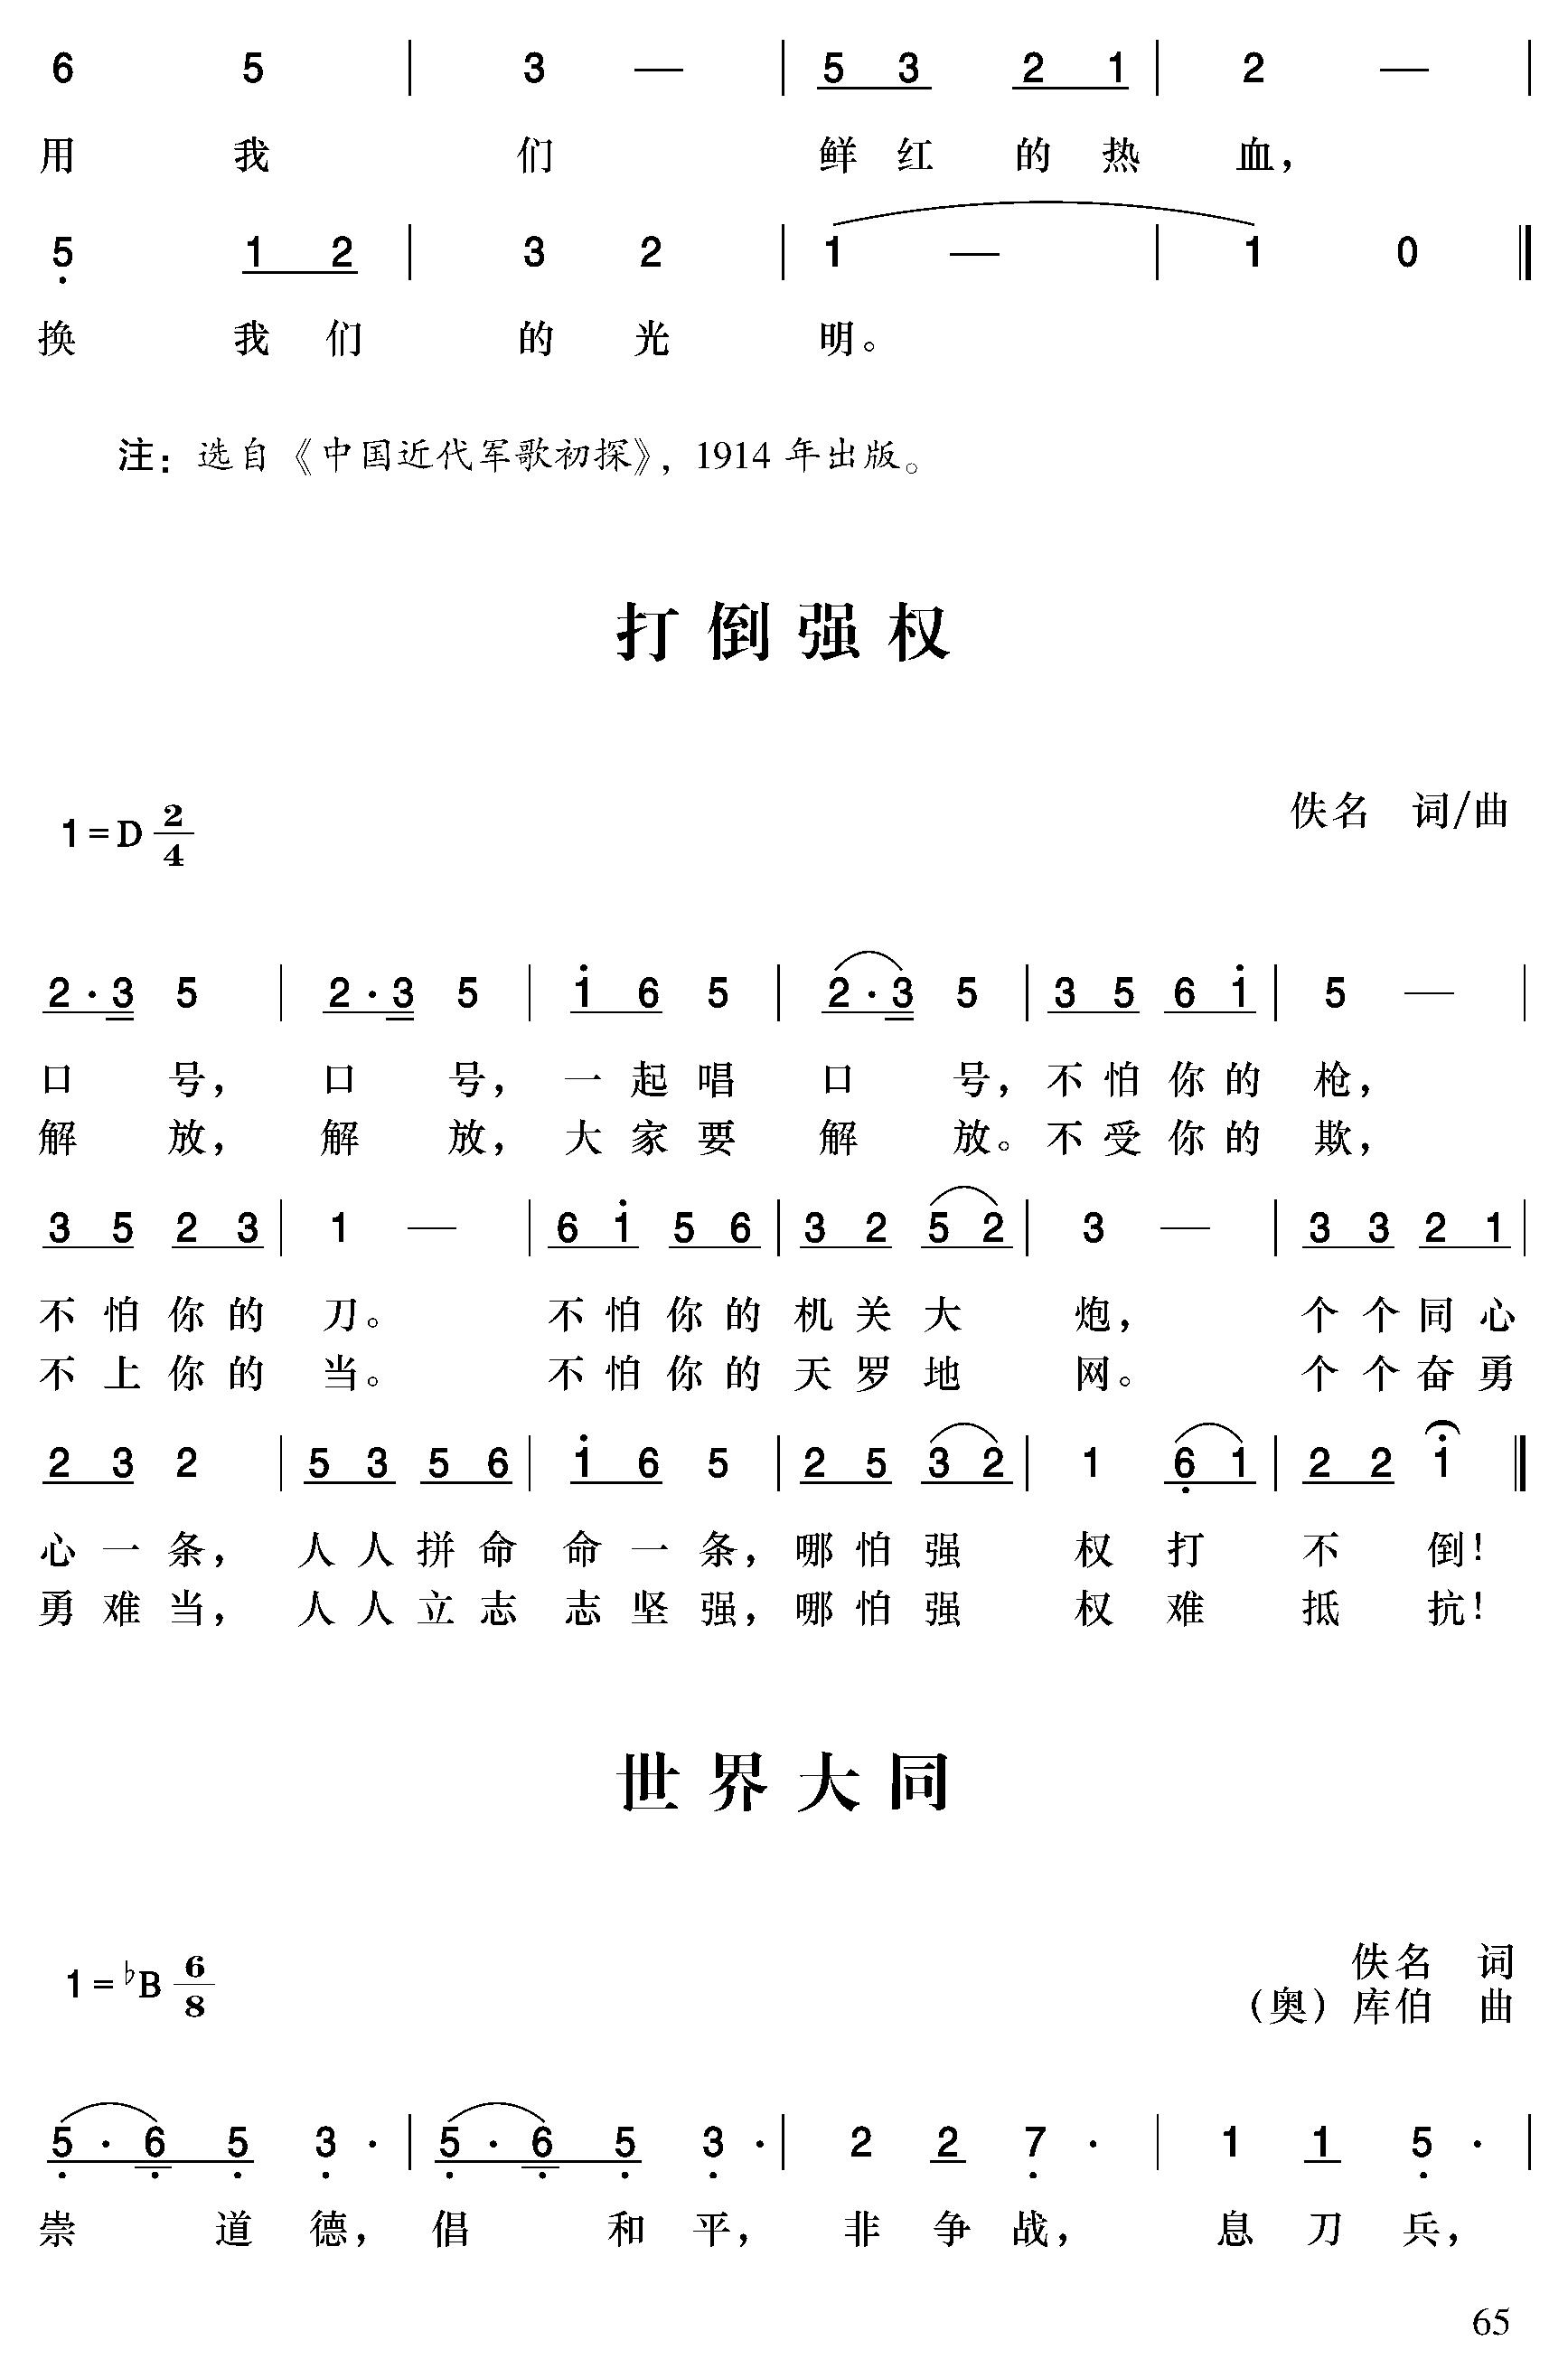 6 5 | 3 — | 5 3 2 1 | 2 — |
用 我 们 鲜 红 的 热 血，
5̣ 1 2 | 3 2 | 1 — | 1 0 ‖
换 我 们 的 光 明。
注：选自《中国近代军歌初探》，1914 年出版。
打倒强权
1=D 2/4
佚名 词/曲
2·3 5 | 2·3 5 | 1̇ 6 5 | 2·3 5 | 3 5 6 1̇ | 5 — |
口 号， 口 号， 一 起 唱 口 号，不 怕 你 的 枪，
解 放， 解 放， 大 家 要 解 放。不 受 你 的 欺，
3 5 2 3 | 1 — | 6 1̇ 5 6 | 3 2 5 2 | 3 — | 3 3 2 1 |
不 怕 你 的 刀。 不 怕 你 的 机 关 大 炮， 个 个 同 心
不 上 你 的 当。 不 怕 你 的 天 罗 地 网。 个 个 奋 勇
2 3 2 | 5 3 5 6 | 1̇ 6 5 | 2 5 3 2 | 1 6̣ 1 | 2 2 1̇ ‖
心 一 条， 人 人 拼 命 命 一 条，哪 怕 强 权 打 不 倒！
勇 难 当， 人 人 立 志 志 坚 强，哪 怕 强 权 难 抵 抗！
世界大同
1=♭B 6/8
佚名 词
（奥）库伯 曲
5̣·6̣ 5̣ 3̣· | 5̣·6̣ 5̣ 3̣· | 2 2 7̣· | 1 1 5̣· |
崇 道 德， 倡 和 平， 非 争 战， 息 刀 兵，
65